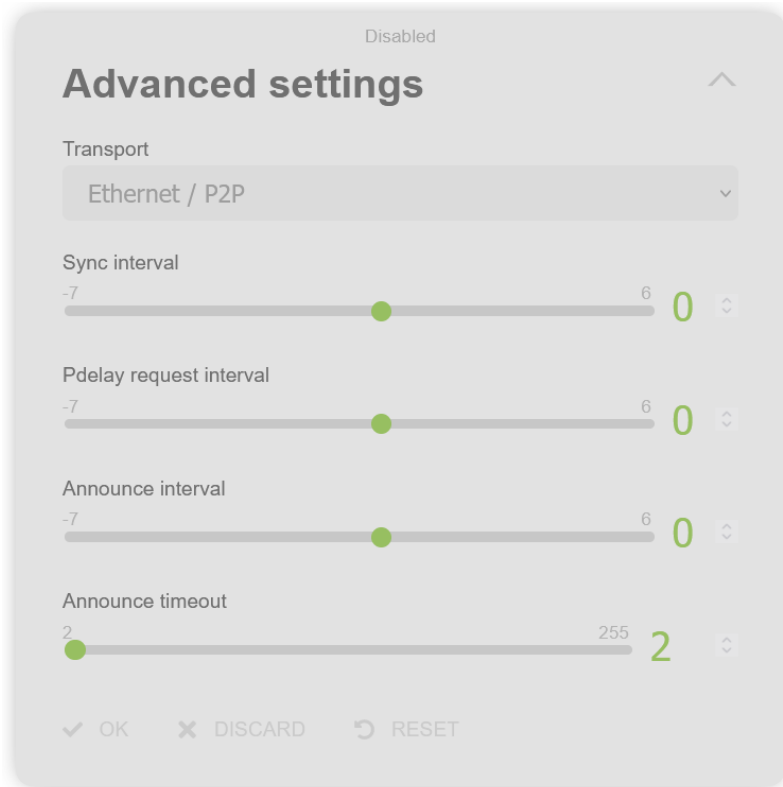 Disabled
Advanced settings
Transport
Ethernet / P2P
Sync interval
-7 6 0
Pdelay request interval
-7 6 0
Announce interval
-7 6 0
Announce timeout
2 255 2
OK DISCARD RESET